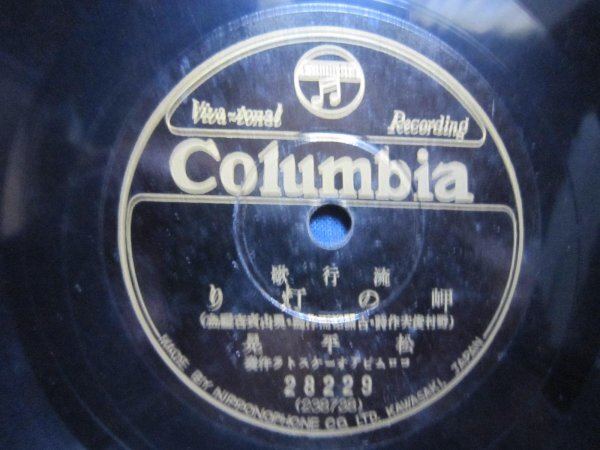 Viva-tonal Recording
Columbia
歌行流
り灯の岬
晃平松
コロムビアオーケストラ伴奏
28229
(238738)
MADE BY NIPPONOPHONE CO. LTD. KAWASAKI, JAPAN